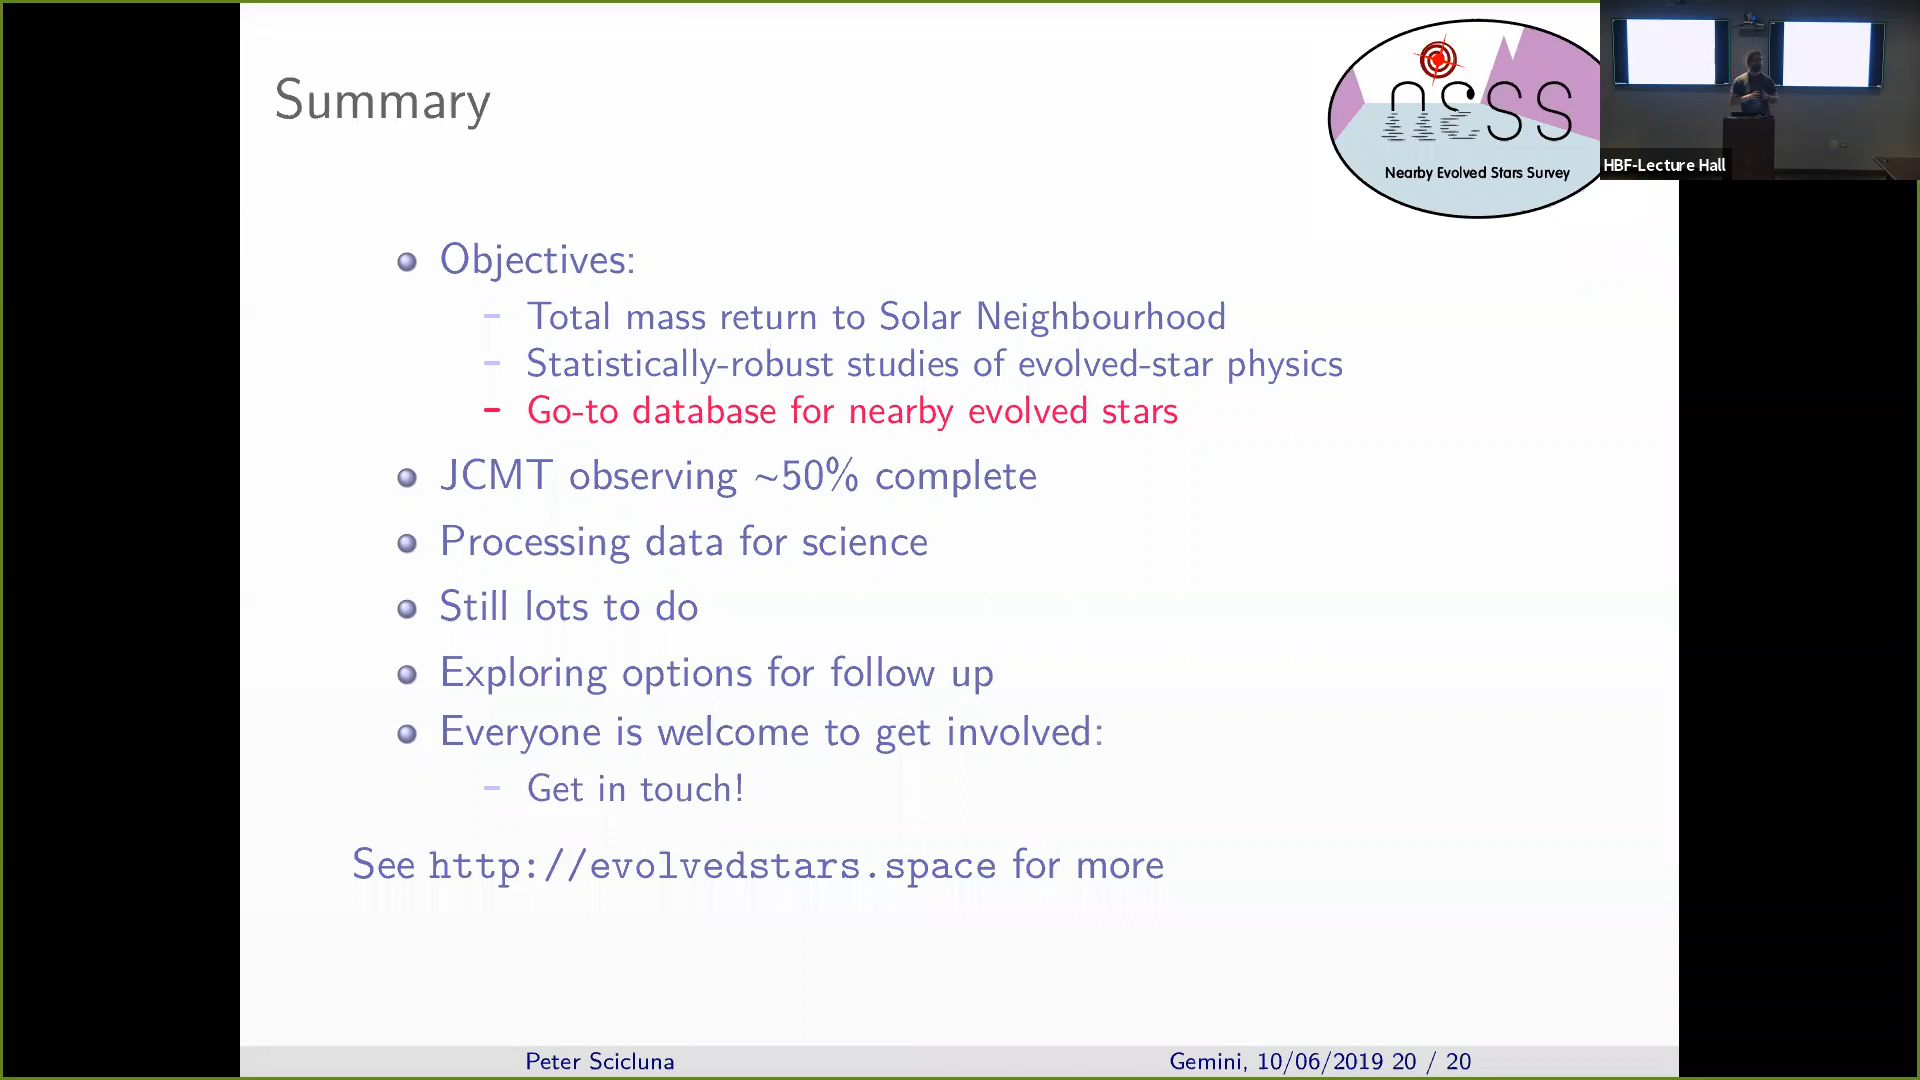 Summary
ness
Nearby Evolved Stars Survey
HBF-Lecture Hall
Objectives:
– Total mass return to Solar Neighbourhood
– Statistically-robust studies of evolved-star physics
– Go-to database for nearby evolved stars
JCMT observing ~50% complete
Processing data for science
Still lots to do
Exploring options for follow up
Everyone is welcome to get involved:
– Get in touch!
See http://evolvedstars.space for more
Peter Scicluna
Gemini, 10/06/2019 20 / 20